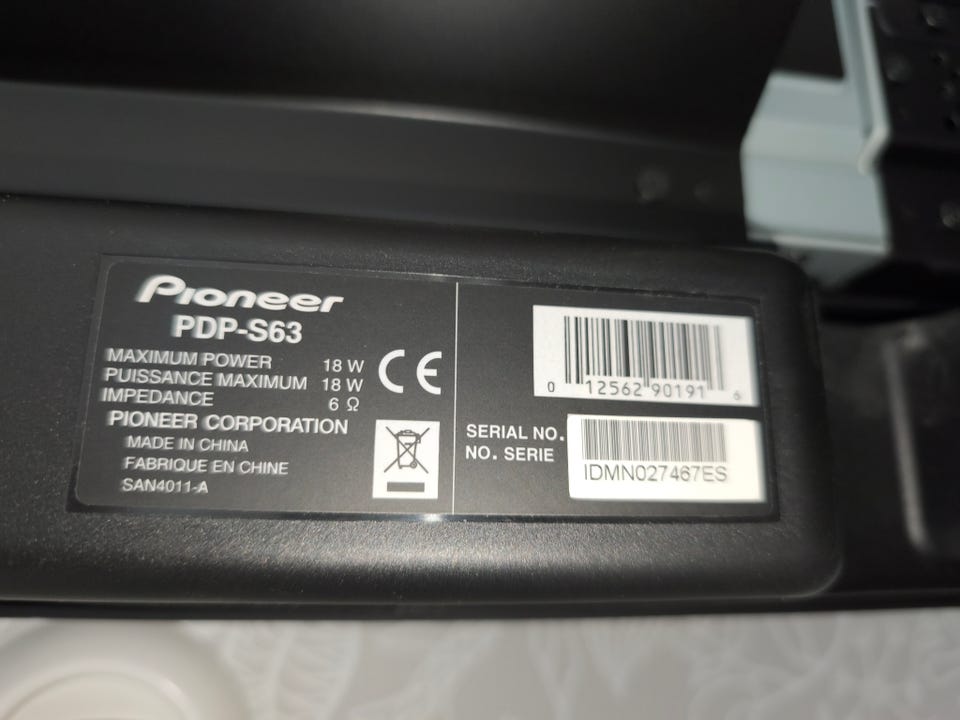 Pioneer
PDP-S63
MAXIMUM POWER 18 W
PUISSANCE MAXIMUM 18 W
IMPEDANCE 6 Ω
PIONEER CORPORATION
MADE IN CHINA
FABRIQUE EN CHINE
SAN4011-A
CE
0 12562 90191 6
SERIAL NO.
NO. SERIE
IDMN027467ES